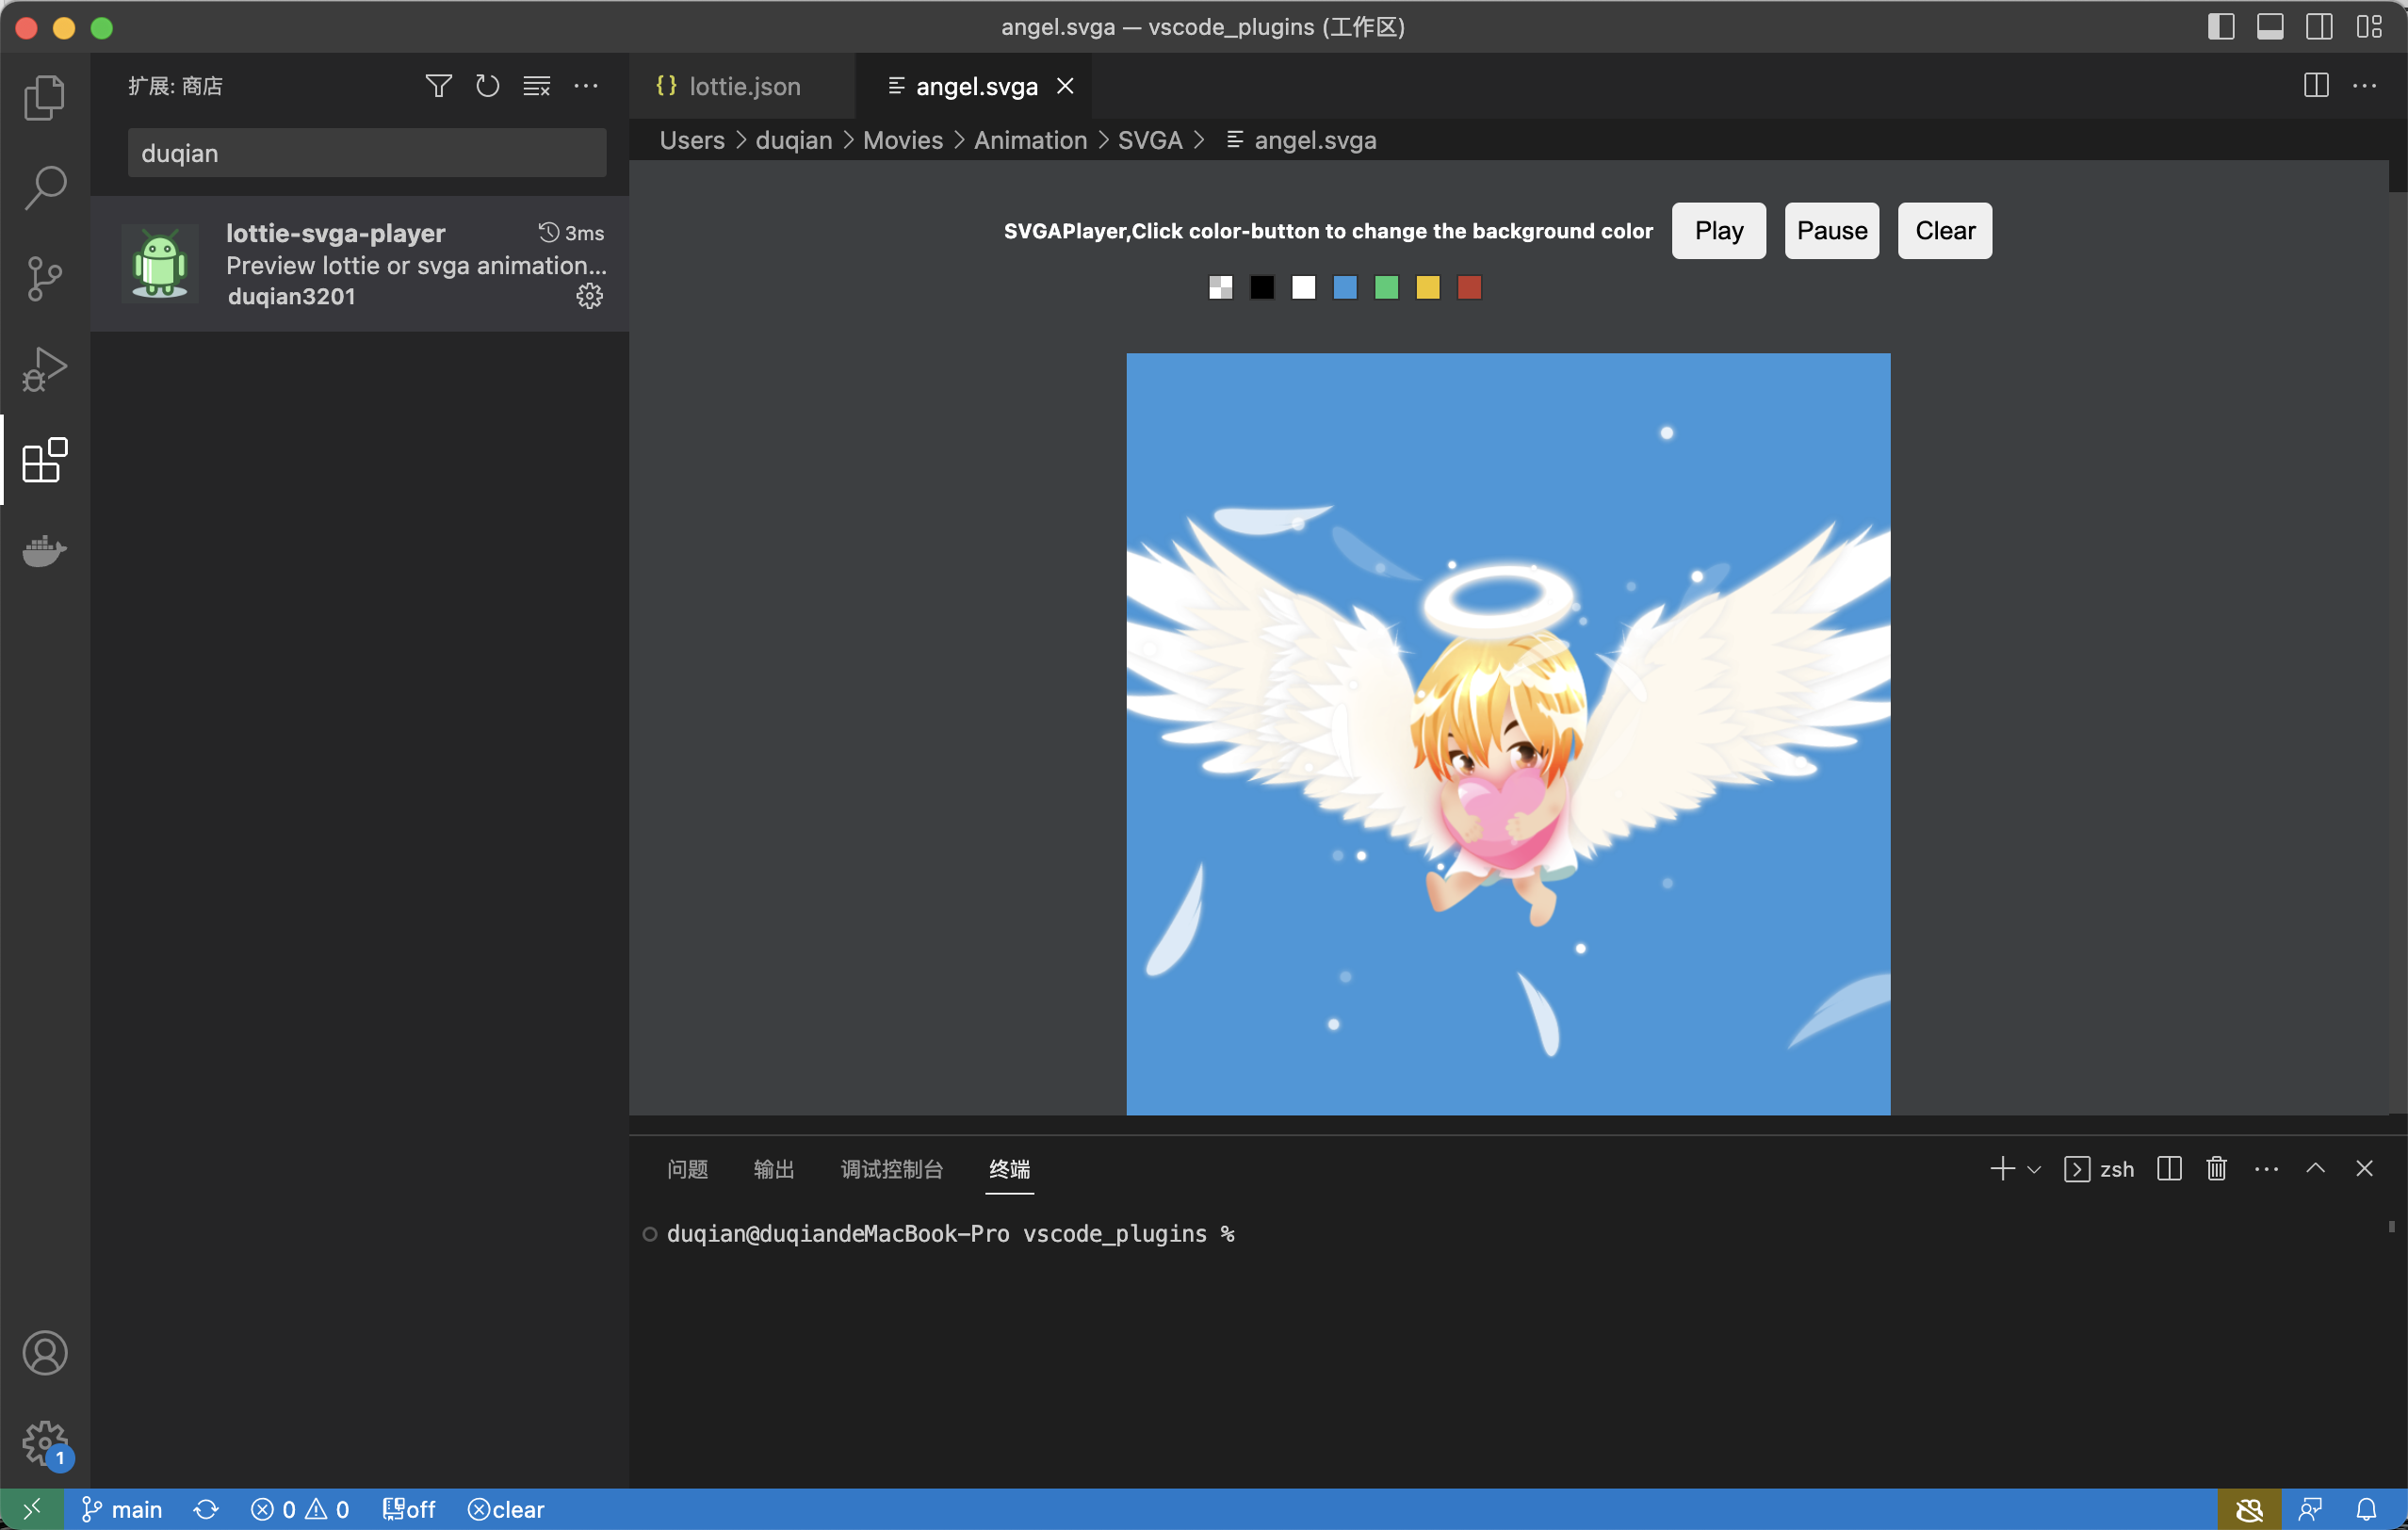 angel.svga — vscode_plugins (工作区)
扩展: 商店
duqian
lottie-svga-player 3ms
Preview lottie or svga animation...
duqian3201
lottie.json angel.svga
Users > duqian > Movies > Animation > SVGA > angel.svga
SVGAPlayer,Click color-button to change the background color Play Pause Clear
问题 输出 调试控制台 终端 zsh
duqian@duqiandeMacBook-Pro vscode_plugins %
1
main 0 0 off clear